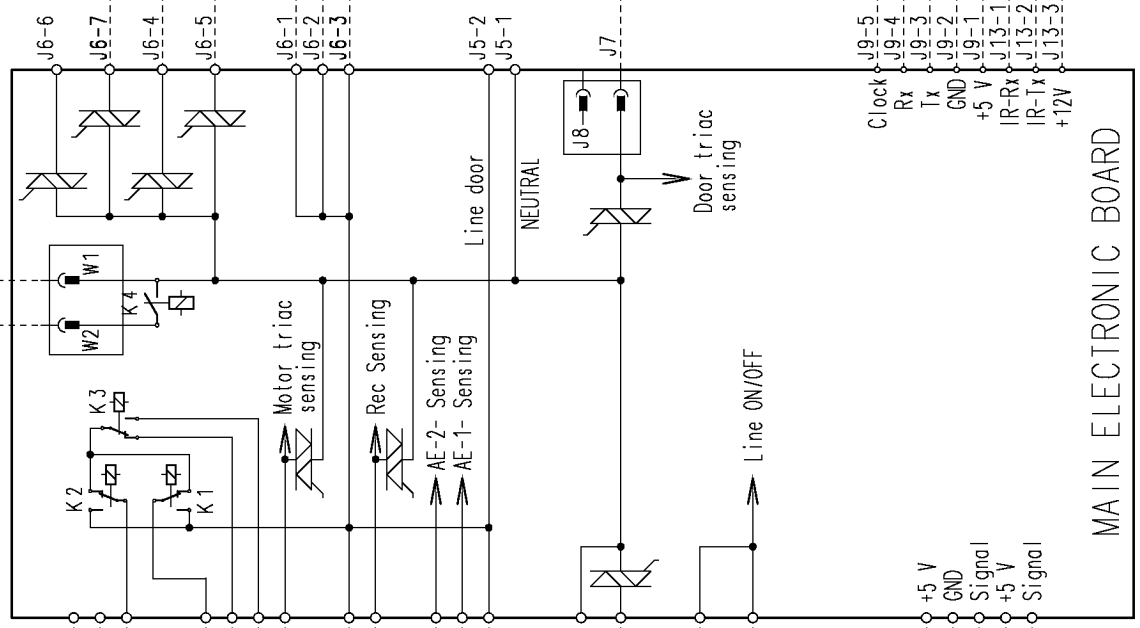 J6-6
J6-7
J6-4
J6-5
J6-1
J6-2
J6-3
J5-2
J5-1
J7
J9-5
J9-4
J9-3
J9-2
J9-1
J13-1
J13-2
J13-3
Clock
Rx
Tx
GND
+5 V
IR-Rx
IR-Tx
+12V
J8
Line door
NEUTRAL
Door triac
sensing
W1
W2
K4
K3
K2
K1
Motor triac
sensing
Rec Sensing
AE-2- Sensing
AE-1- Sensing
Line ON/OFF
MAIN ELECTRONIC BOARD
+5 V
GND
Signal
+5 V
Signal